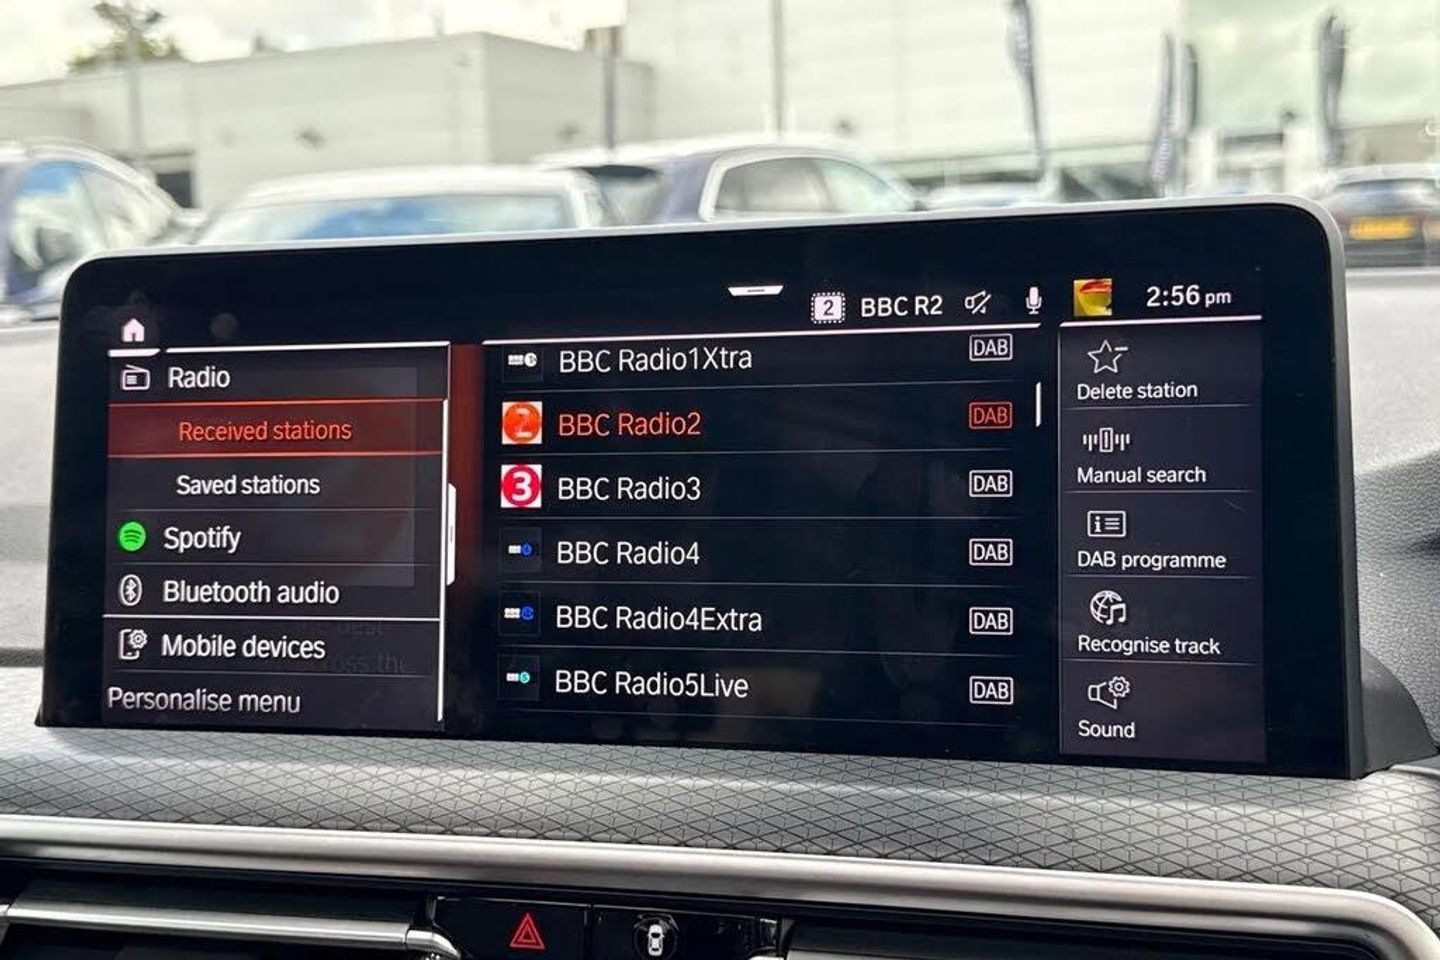 2 BBC R2 2:56 pm
Radio
Received stations
Saved stations
Spotify
Bluetooth audio
Mobile devices
Personalise menu
BBC Radio1Xtra DAB
2 BBC Radio2 DAB
3 BBC Radio3 DAB
BBC Radio4 DAB
BBC Radio4Extra DAB
BBC Radio5Live DAB
Delete station
Manual search
DAB programme
Recognise track
Sound